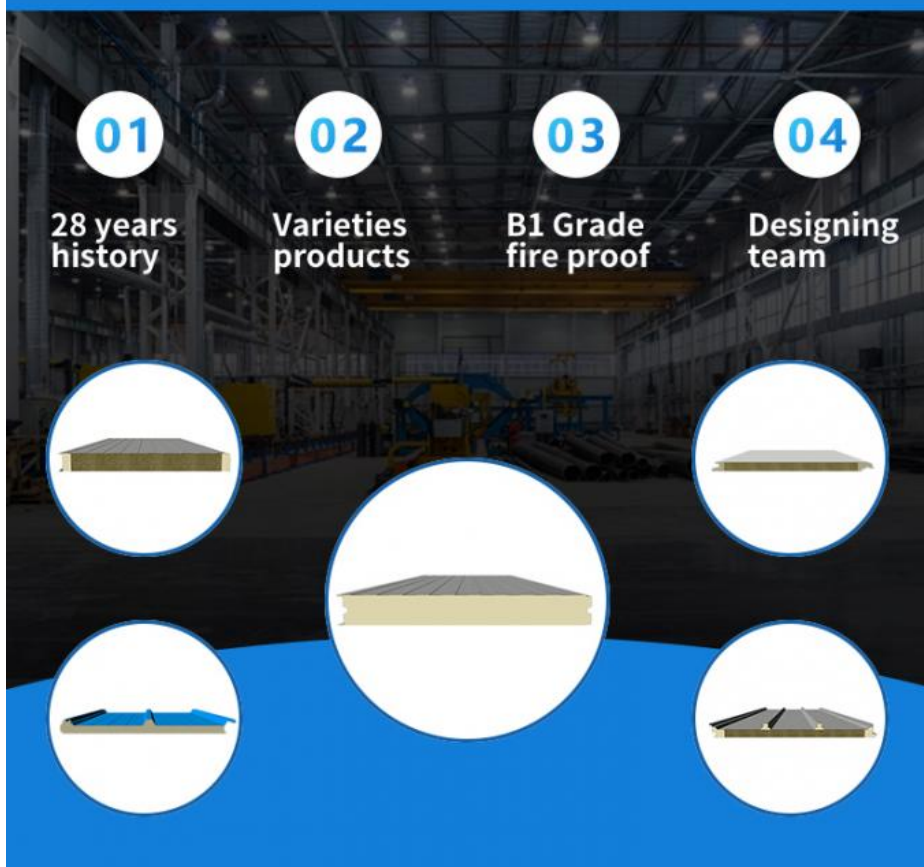 01
02
03
04
28 years
history
Varieties
products
B1 Grade
fire proof
Designing
team